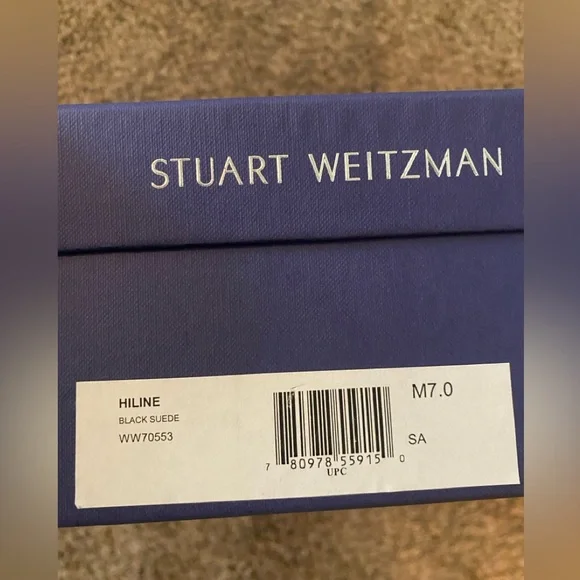 STUART WEITZMAN
HILINE
BLACK SUEDE
WW70553
M7.0
SA
7 80978 55915 0
UPC